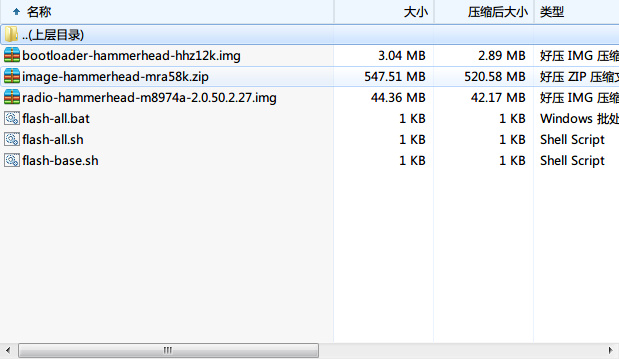 名称 大小 压缩后大小 类型
..(上层目录)
bootloader-hammerhead-hhz12k.img 3.04 MB 2.89 MB 好压 IMG 压缩
image-hammerhead-mra58k.zip 547.51 MB 520.58 MB 好压 ZIP 压缩文
radio-hammerhead-m8974a-2.0.50.2.27.img 44.36 MB 42.17 MB 好压 IMG 压缩
flash-all.bat 1 KB 1 KB Windows 批处
flash-all.sh 1 KB 1 KB Shell Script
flash-base.sh 1 KB 1 KB Shell Script